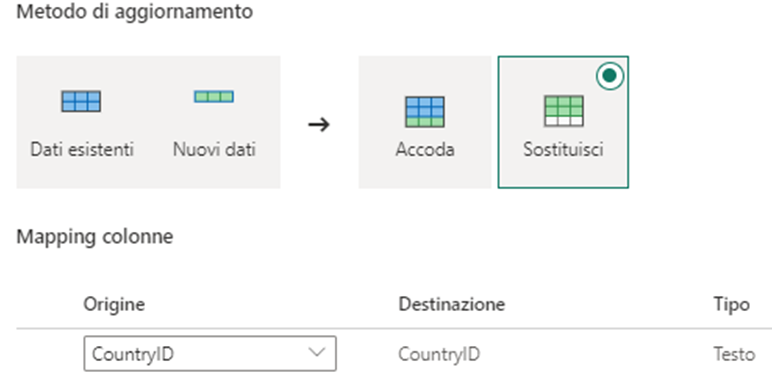 Metodo di aggiornamento
Dati esistenti Nuovi dati Accoda Sostituisci
Mapping colonne
Origine Destinazione Tipo
CountryID CountryID Testo